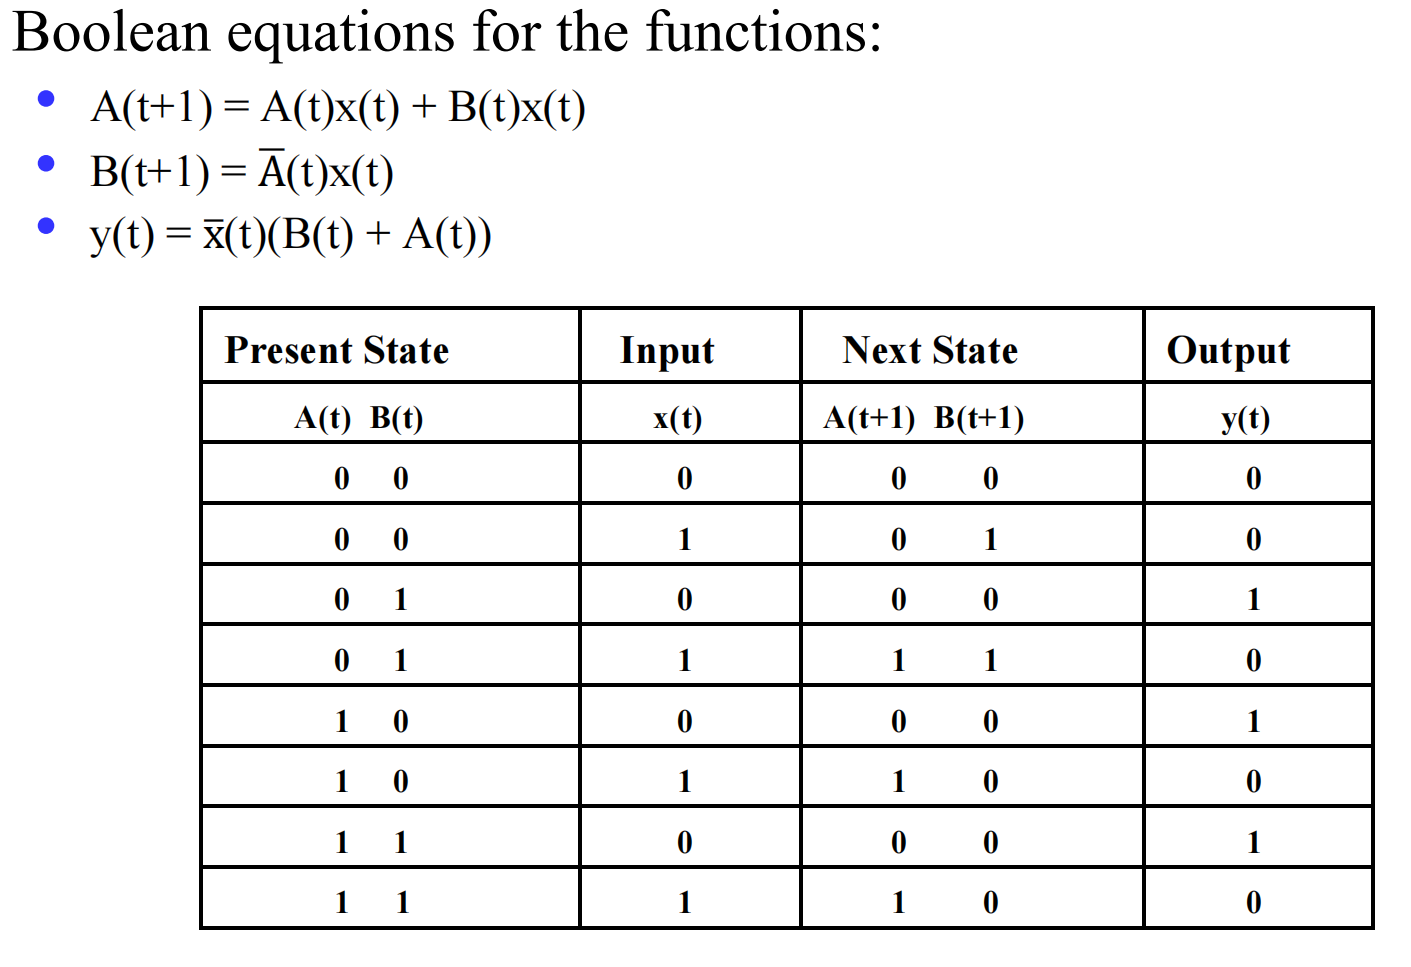 Boolean equations for the functions:
• A(t+1) = A(t)x(t) + B(t)x(t)
• B(t+1) = A̅(t)x(t)
• y(t) = x̅(t)(B(t) + A(t))
Present State Input Next State Output
A(t) B(t) x(t) A(t+1) B(t+1) y(t)
0 0 0 0 0 0
0 0 1 0 1 0
0 1 0 0 0 1
0 1 1 1 1 0
1 0 0 0 0 1
1 0 1 1 0 0
1 1 0 0 0 1
1 1 1 1 0 0